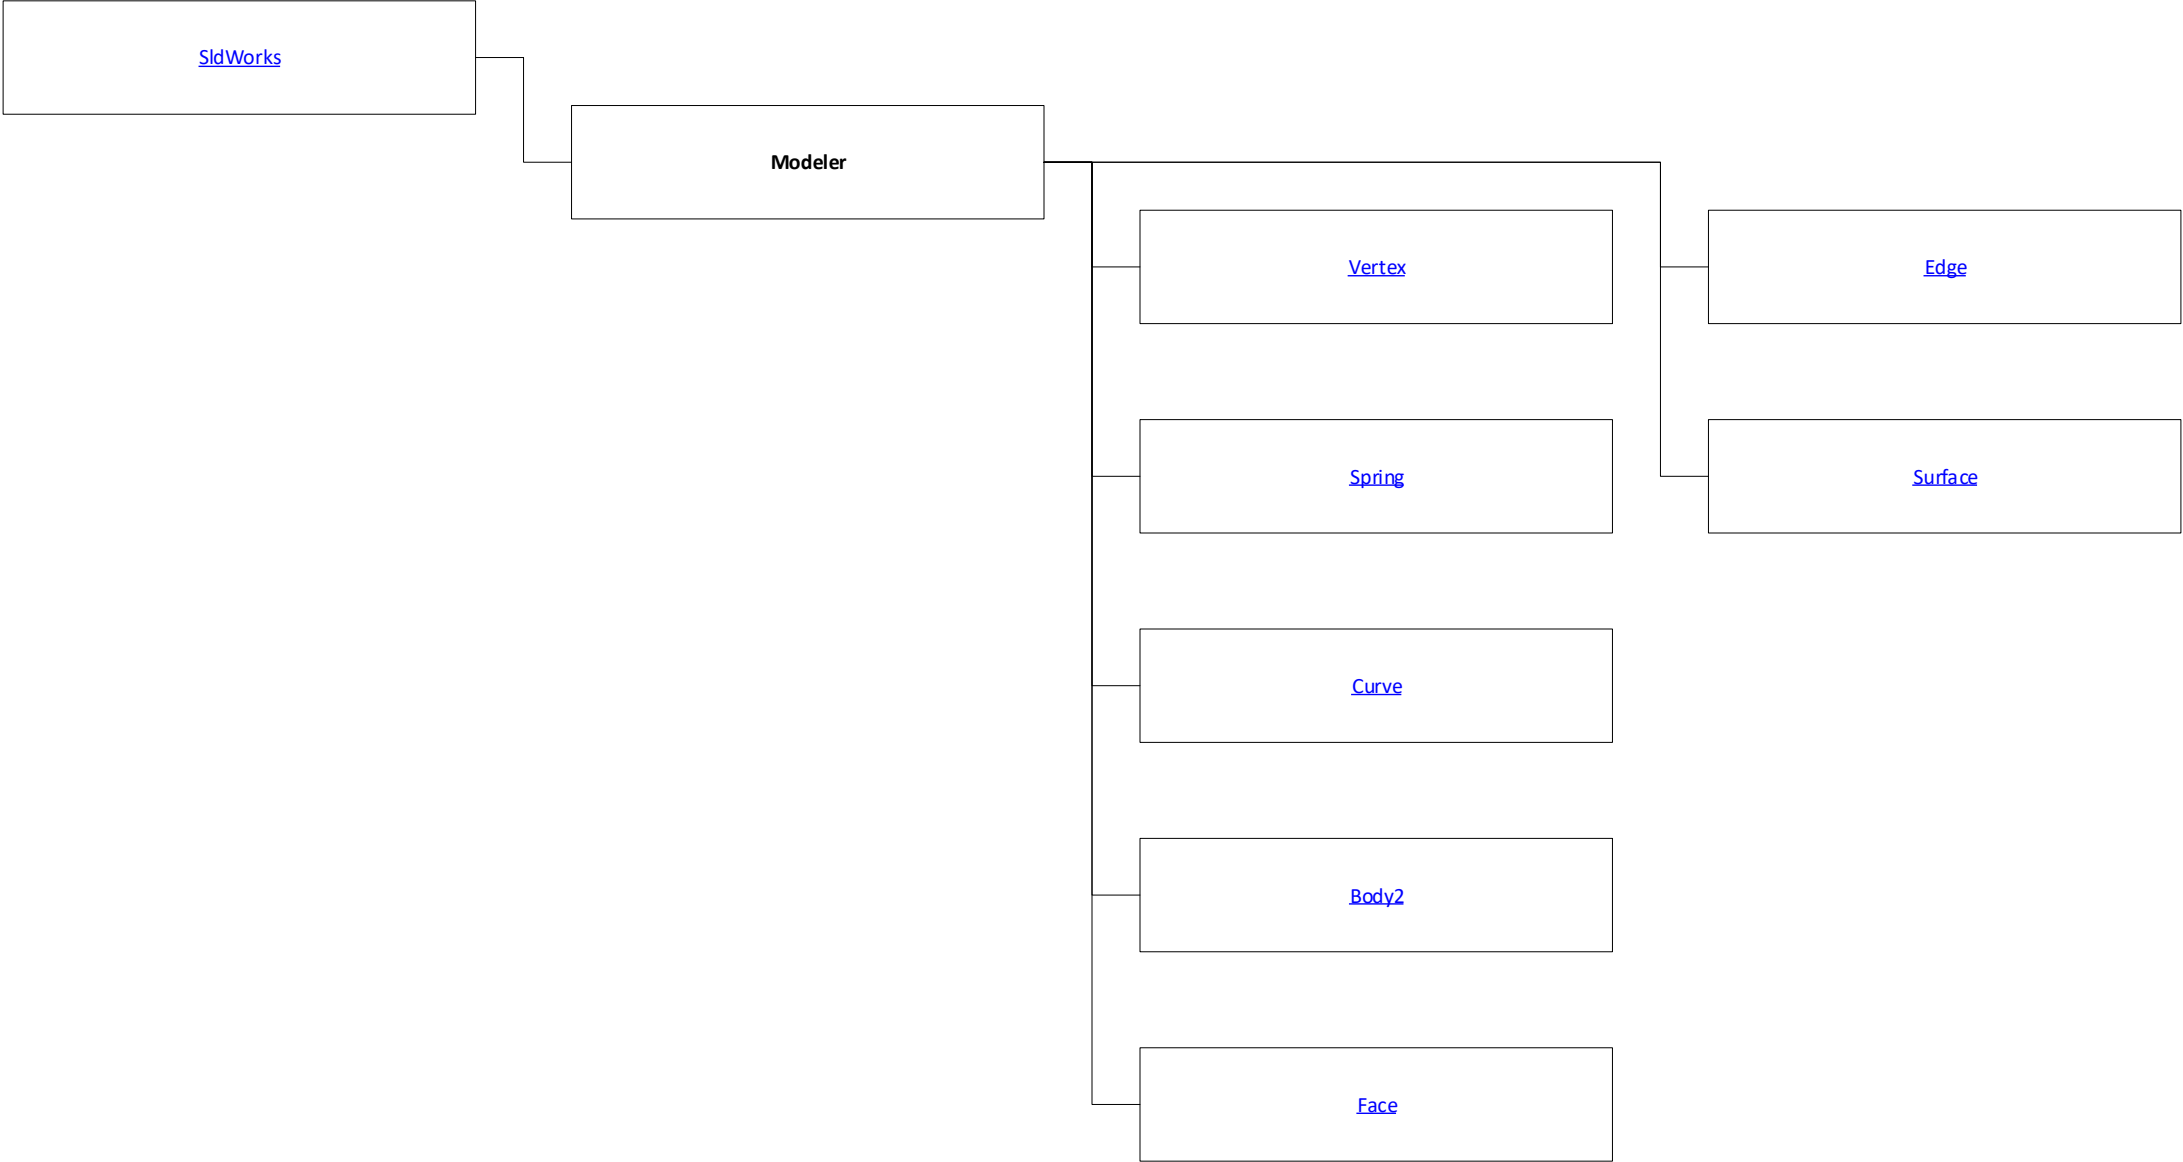 SldWorks
Modeler
Vertex
Edge
Spring
Surface
Curve
Body2
Face